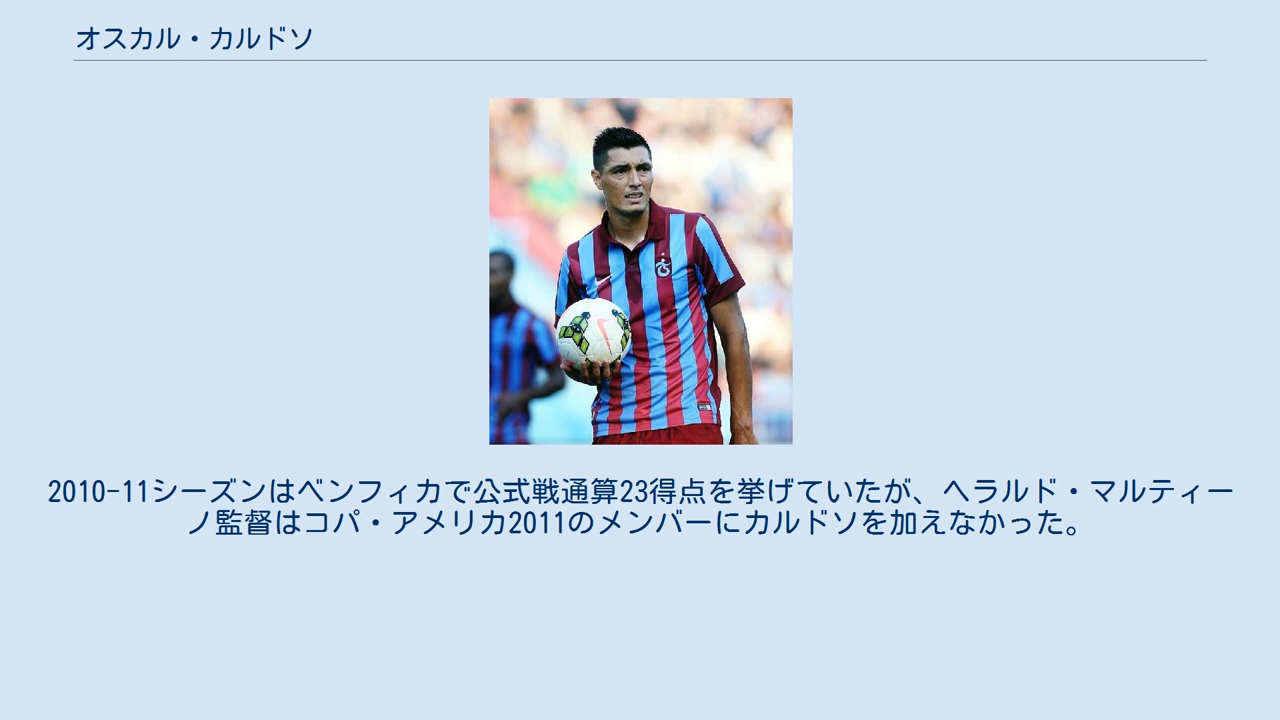 オスカル・カルドソ
2010-11シーズンはベンフィカで公式戦通算23得点を挙げていたが、ヘラルド・マルティー
ノ監督はコパ・アメリカ2011のメンバーにカルドソを加えなかった。